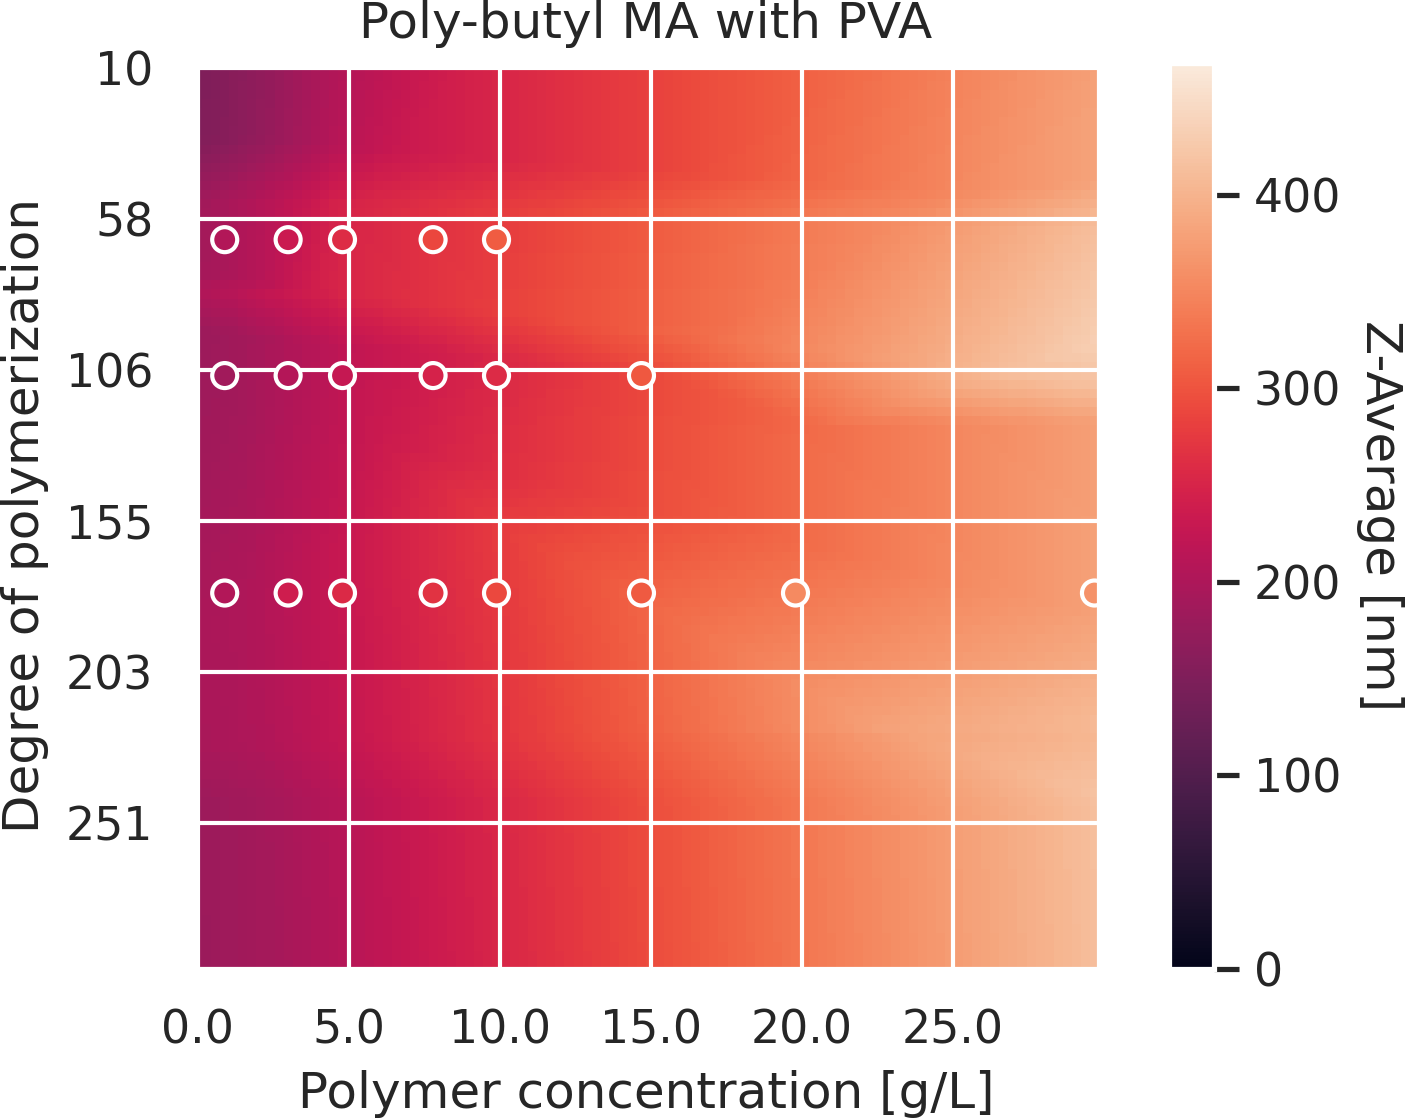 Poly-butyl MA with PVA
10
58
106
155
203
251
Degree of polymerization
0.0 5.0 10.0 15.0 20.0 25.0
Polymer concentration [g/L]
400
300
200
100
0
Z-Average [nm]